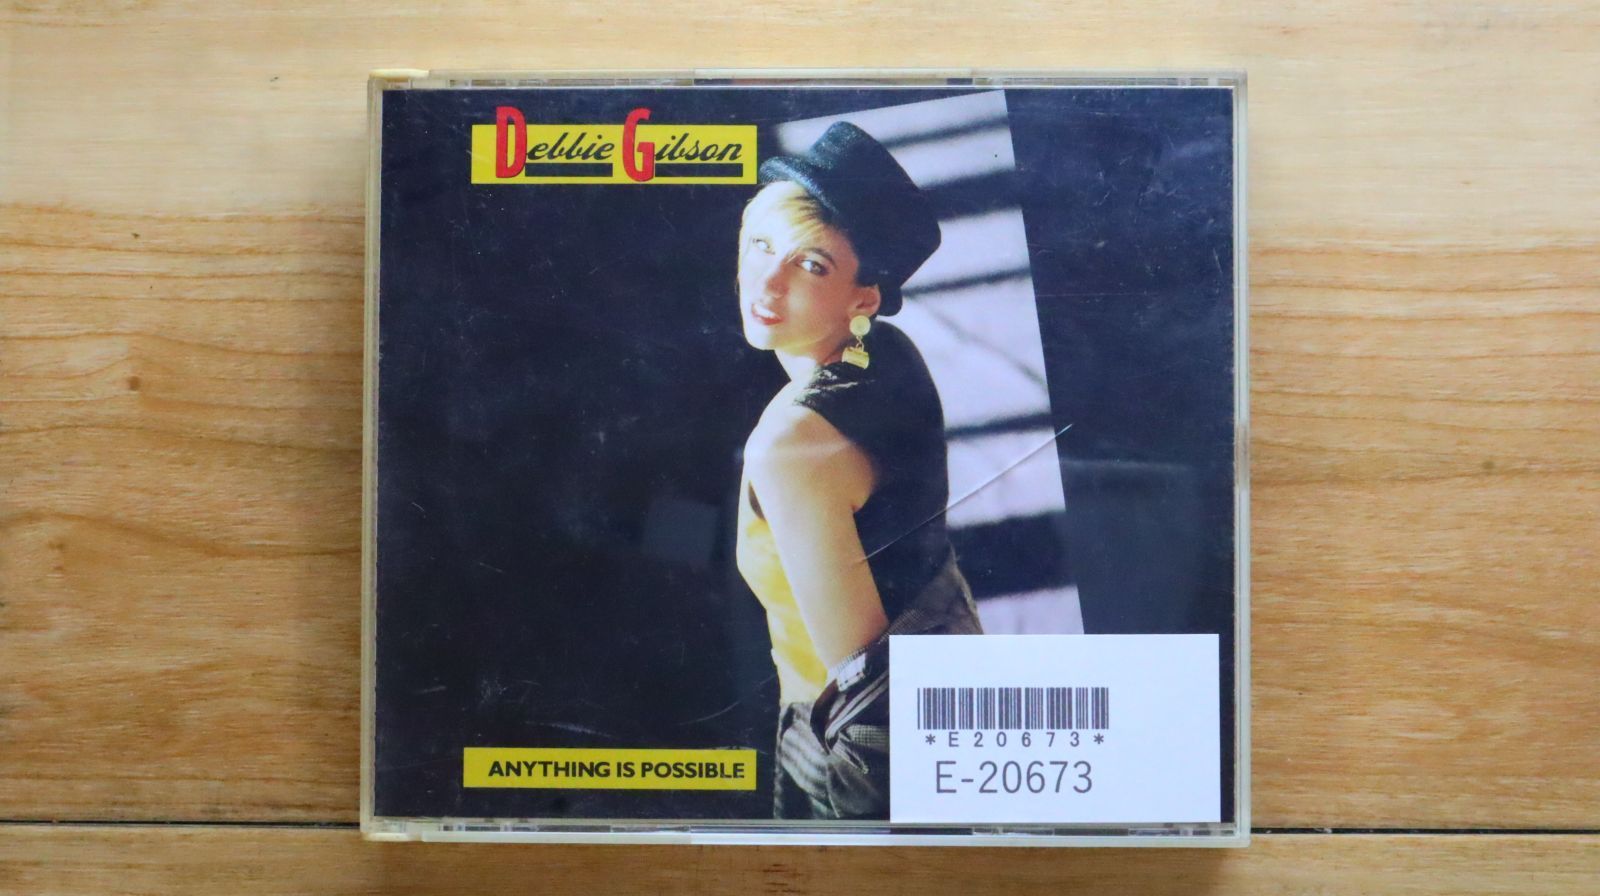 Debbie Gibson
ANYTHING IS POSSIBLE
*E20673*
E-20673